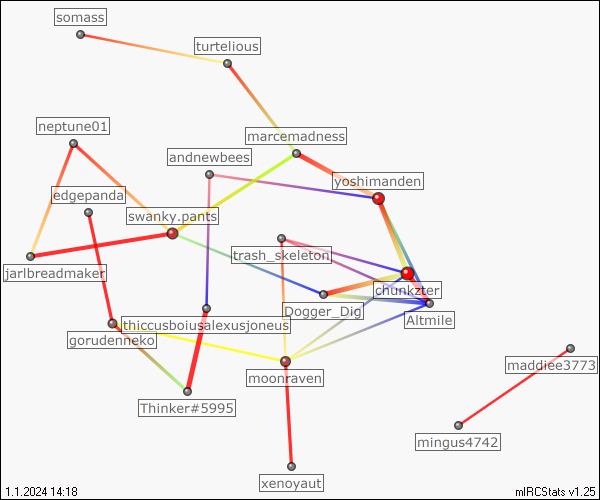 somass
turtelious
neptune01
marcemadness
andnewbees
yoshimanden
edgepanda
swanky.pants
trash_skeleton
jarlbreadmaker
chunkzter
Dogger_Dig
Altmile
thiccusboiusalexusjoneus
gorudenneko
maddiee3773
moonraven
Thinker#5995
mingus4742
xenoyaut
1.1.2024 14:18
mIRCStats v1.25